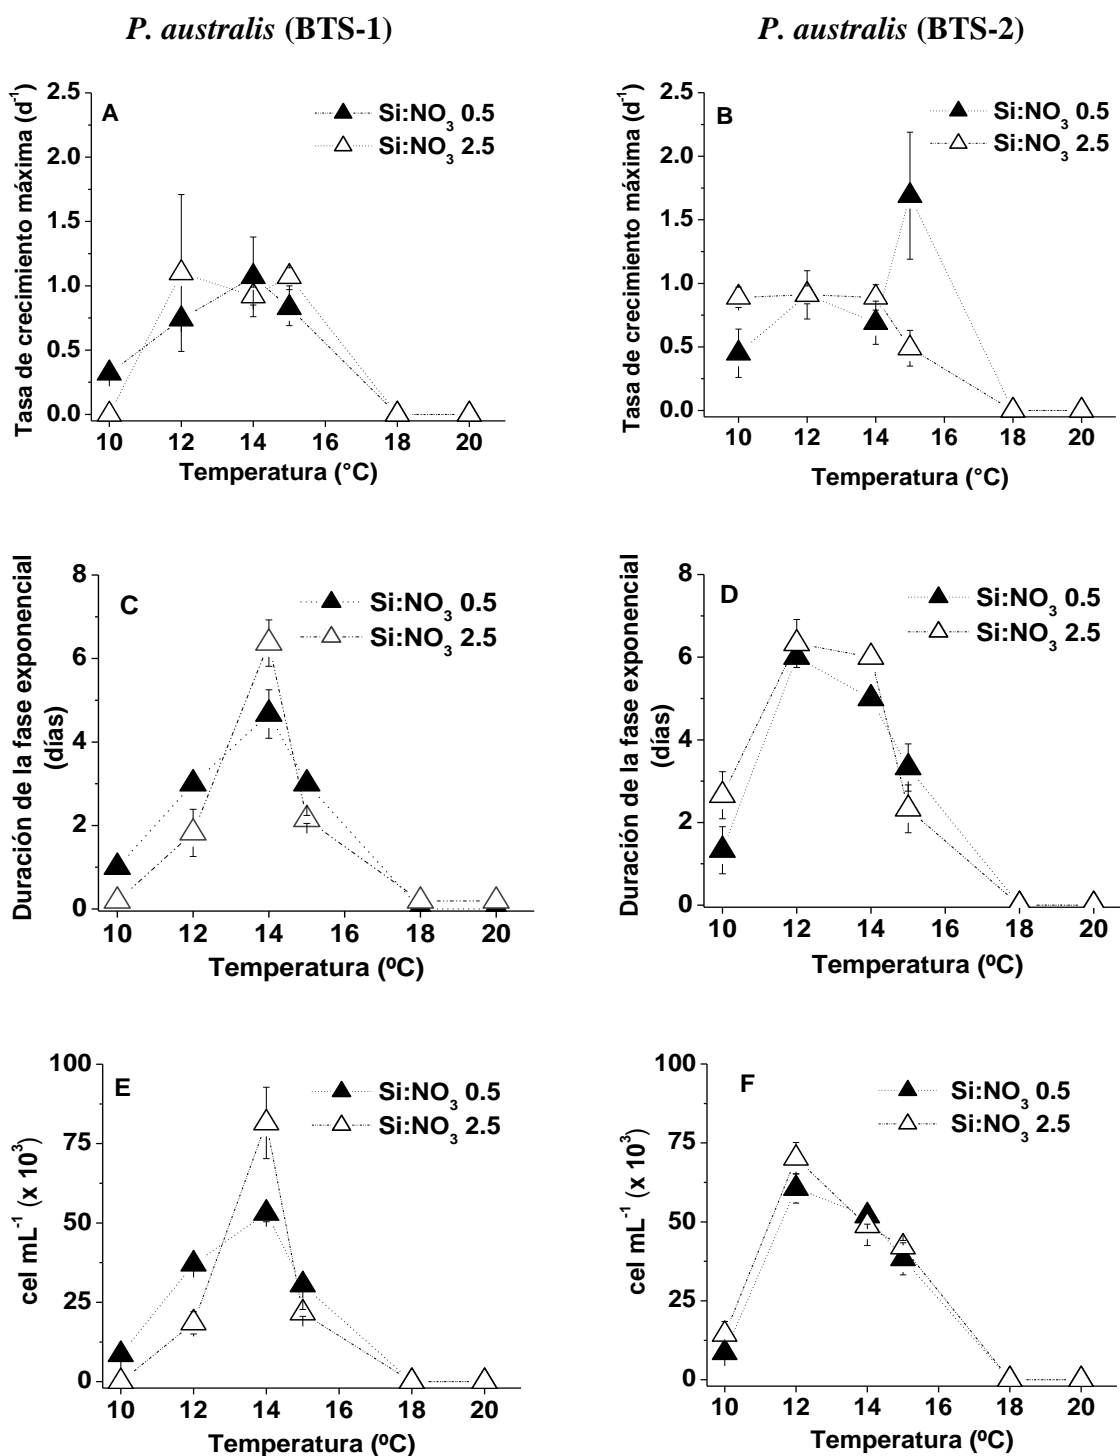 P. australis (BTS-1)
P. australis (BTS-2)
Tasa de crecimiento máxima (d-1)
2.5
2.0
1.5
1.0
0.5
0.0
A
Si:NO3 0.5
Si:NO3 2.5
10 12 14 16 18 20
Temperatura (°C)
Tasa de crecimiento máxima (d-1)
2.5
2.0
1.5
1.0
0.5
0.0
B
Si:NO3 0.5
Si:NO3 2.5
10 12 14 16 18 20
Temperatura (°C)
Duración de la fase exponencial
(días)
8
6
4
2
0
C
Si:NO3 0.5
Si:NO3 2.5
10 12 14 16 18 20
Temperatura (ºC)
Duración de la fase exponencial
(días)
8
6
4
2
0
D
Si:NO3 0.5
Si:NO3 2.5
10 12 14 16 18 20
Temperatura (ºC)
cel mL-1 (x 103)
100
75
50
25
0
E
Si:NO3 0.5
Si:NO3 2.5
10 12 14 16 18 20
Temperatura (ºC)
cel mL-1 (x 103)
100
75
50
25
0
F
Si:NO3 0.5
Si:NO3 2.5
10 12 14 16 18 20
Temperatura (ºC)